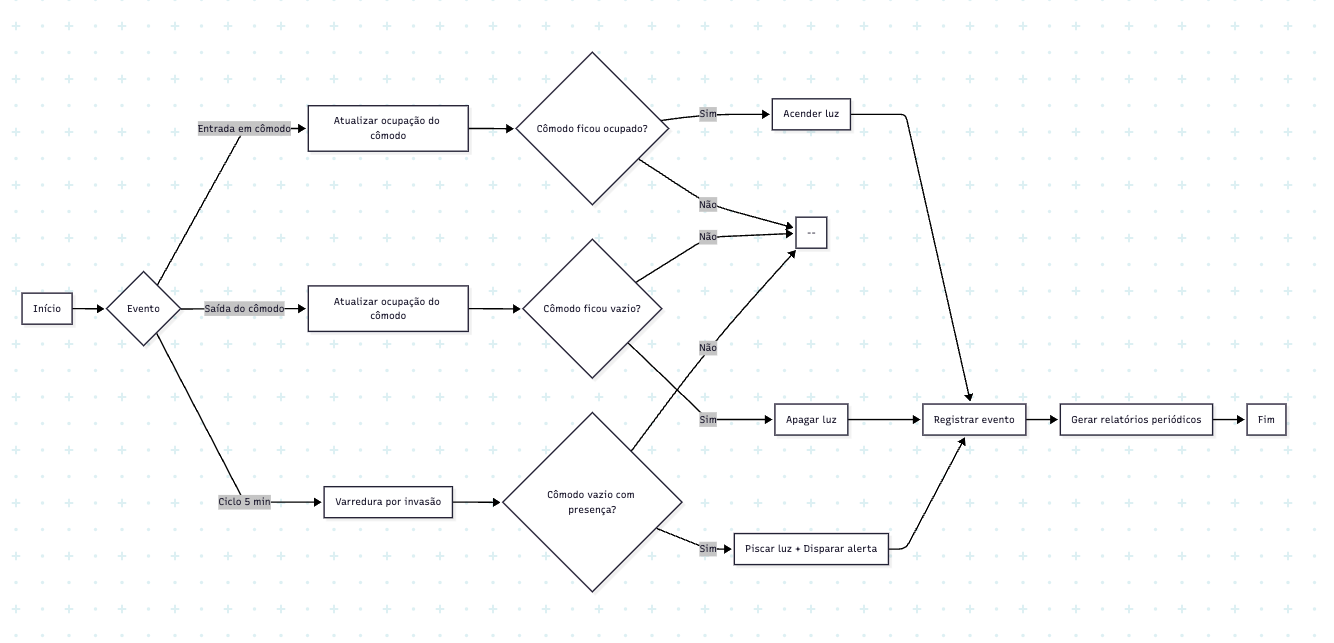 Início
Evento
Entrada em cômodo
Atualizar ocupação do
cômodo
Cômodo ficou ocupado?
Sim
Acender luz
Não
--
Saída do cômodo
Atualizar ocupação do
cômodo
Cômodo ficou vazio?
Não
Sim
Apagar luz
Ciclo 5 min
Varredura por invasão
Cômodo vazio com
presença?
Não
Sim
Piscar luz + Disparar alerta
Registrar evento
Gerar relatórios periódicos
Fim